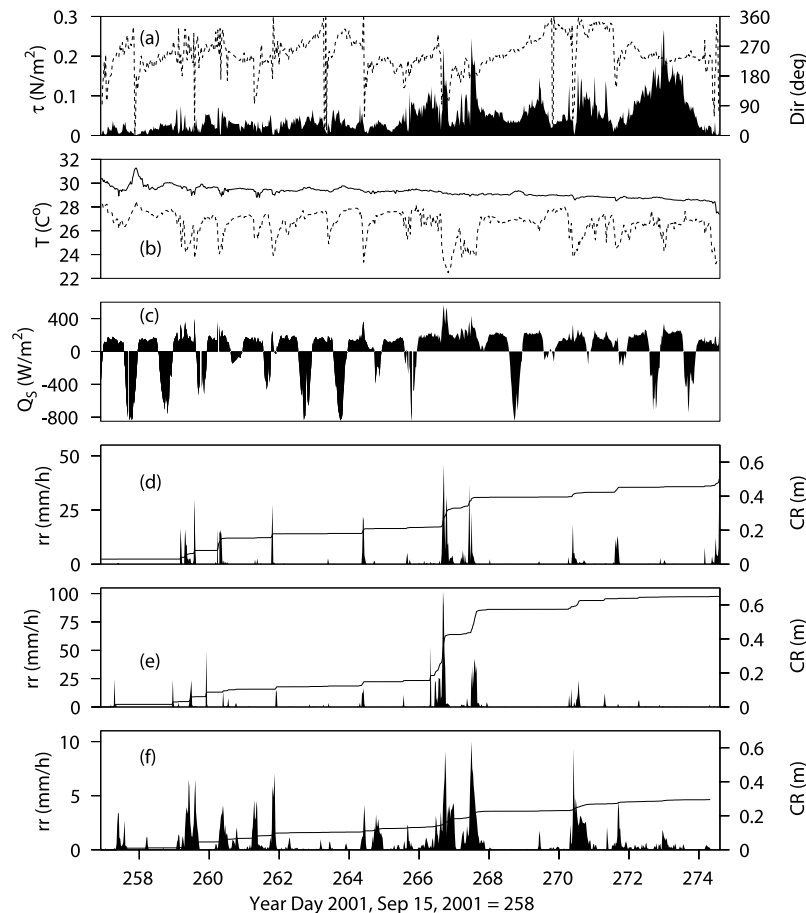 0.3
0.2
0.1
0
τ (N/m²)
(a)
360
270
180
90
0
Dir (deg)
32
30
28
26
24
22
T (C°)
(b)
400
0
-400
-800
Qₛ (W/m²)
(c)
50
25
0
rr (mm/h)
(d)
0.6
0.4
0.2
0
CR (m)
100
75
50
25
0
rr (mm/h)
(e)
0.6
0.4
0.2
0
CR (m)
10
5
0
rr (mm/h)
(f)
0.6
0.4
0.2
0
CR (m)
258 260 262 264 266 268 270 272 274
Year Day 2001, Sep 15, 2001 = 258